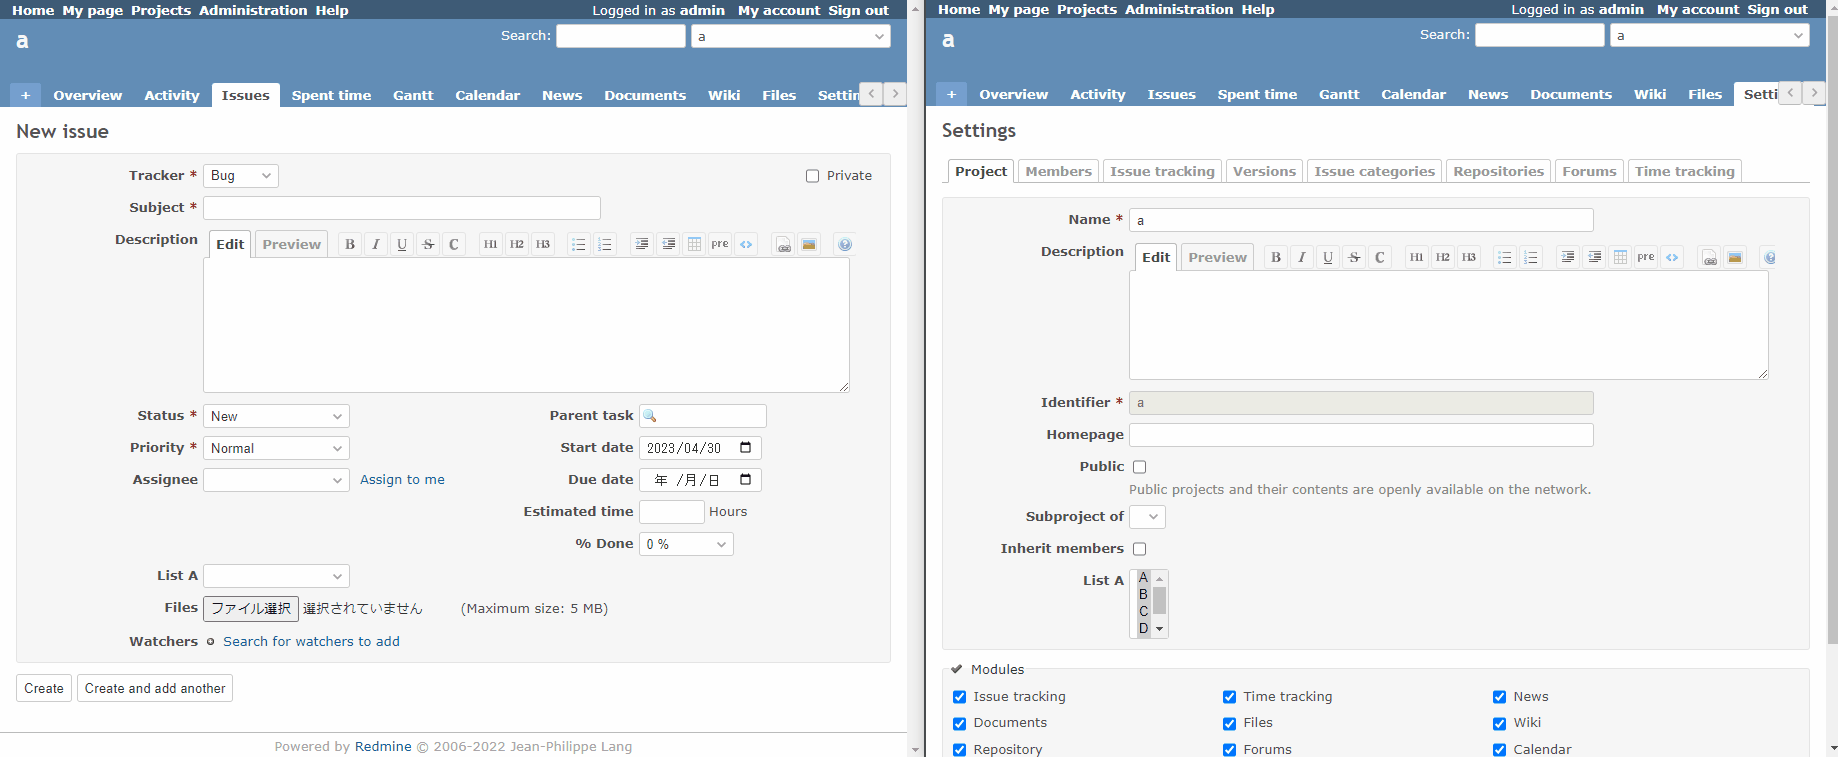 Home My page Projects Administration Help
Logged in as admin My account Sign out
a
Search:
a
+ Overview Activity Issues Spent time Gantt Calendar News Documents Wiki Files
New issue
Tracker * Bug
Private
Subject *
Description Edit Preview B I U S C H1 H2 H3 pre <>
Status * New
Parent task
Priority * Normal
Start date 2023/04/30
Assignee Assign to me
Due date 年 /月/日
Estimated time Hours
% Done 0 %
List A
Files ファイル選択 選択されていません (Maximum size: 5 MB)
Watchers Search for watchers to add
Create Create and add another
Powered by Redmine © 2006-2022 Jean-Philippe Lang
Home My page Projects Administration Help
Logged in as admin My account Sign out
a
Search:
a
+ Overview Activity Issues Spent time Gantt Calendar News Documents Wiki Files
Settings
Project Members Issue tracking Versions Issue categories Repositories Forums Time tracking
Name * a
Description Edit Preview B I U S C H1 H2 H3 pre <>
Identifier * a
Homepage
Public
Public projects and their contents are openly available on the network.
Subproject of
Inherit members
List A A
B
C
D
Modules
Issue tracking Time tracking News
Documents Files Wiki
Repository Forums Calendar